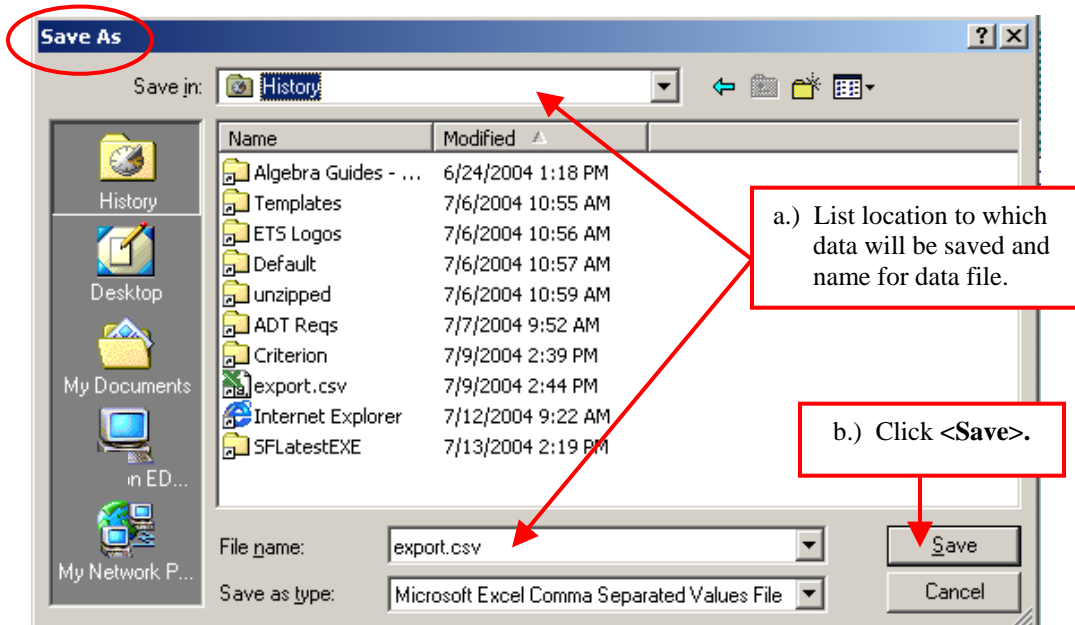 Save As
Save in: History
Name Modified
Algebra Guides - ... 6/24/2004 1:18 PM
Templates 7/6/2004 10:55 AM
ETS Logos 7/6/2004 10:56 AM
Default 7/6/2004 10:57 AM
unzipped 7/6/2004 10:59 AM
ADT Reqs 7/7/2004 9:52 AM
Criterion 7/9/2004 2:39 PM
export.csv 7/9/2004 2:44 PM
Internet Explorer 7/12/2004 9:22 AM
SFLatestEXE 7/13/2004 2:19 PM
History
Desktop
My Documents
in ED...
My Network P...
a.) List location to which
data will be saved and
name for data file.
b.) Click <Save>.
File name: export.csv
Save
Save as type: Microsoft Excel Comma Separated Values File
Cancel